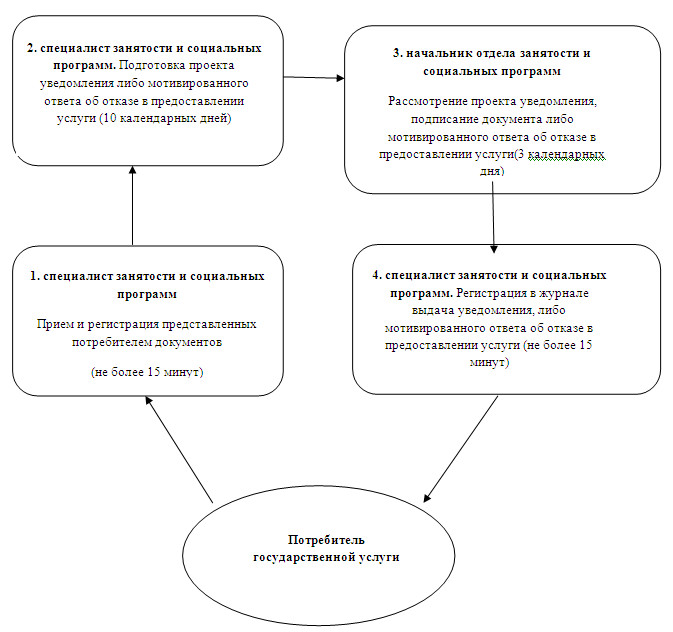 2. специалист занятости и социальных
программ. Подготовка проекта
уведомления либо мотивированного
ответа об отказе в предоставлении
услуги (10 календарных дней)
3. начальник отдела занятости и
социальных программ
Рассмотрение проекта уведомления,
подписание документа либо
мотивированного ответа об отказе в
предоставлении услуги(3 календарных
дня)
1. специалист занятости и социальных
программ
Прием и регистрация представленных
потребителем документов
(не более 15 минут)
4. специалист занятости и социальных
программ. Регистрация в журнале
выдача уведомления, либо
мотивированного ответа об отказе в
предоставлении услуги (не более 15
минут)
Потребитель
государственной услуги